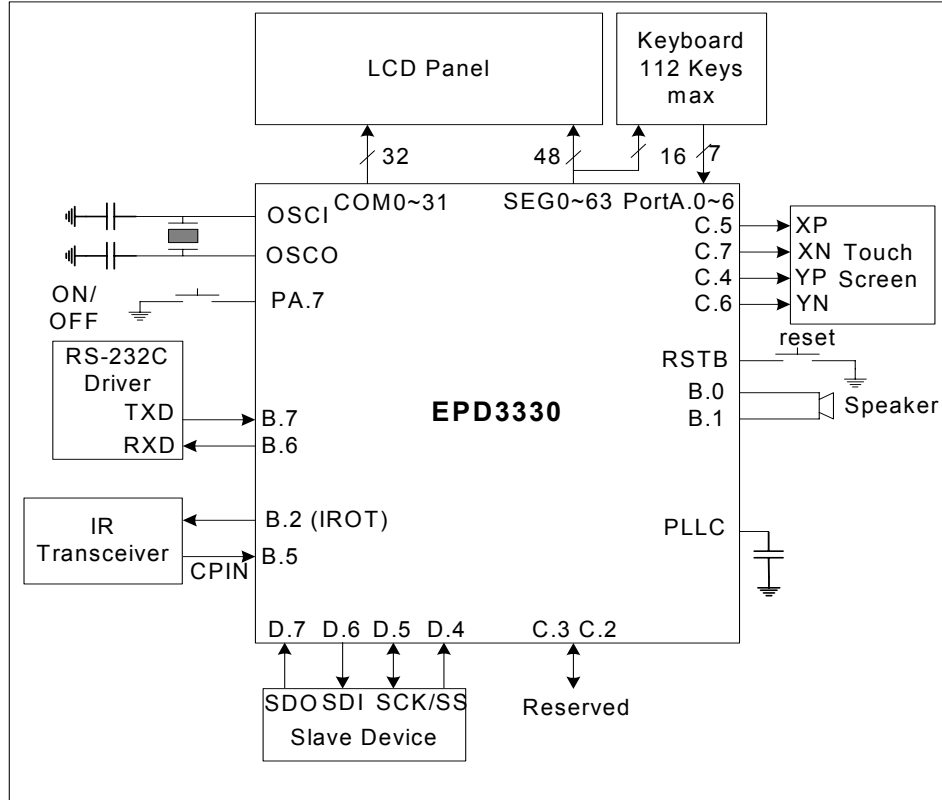 LCD Panel
Keyboard
112 Keys
max
32
48
16
7
COM0~31
SEG0~63
PortA.0~6
OSCI
OSCO
ON/
OFF
PA.7
RS-232C
Driver
TXD
RXD
B.7
B.6
IR
Transceiver
CPIN
B.2 (IROT)
B.5
EPD3330
C.5
C.7
C.4
C.6
XP
XN
YP
YN
Touch
Screen
reset
RSTB
B.0
B.1
Speaker
PLLC
D.7
D.6
D.5
D.4
C.3 C.2
SDO
SDI
SCK/SS
Slave Device
Reserved